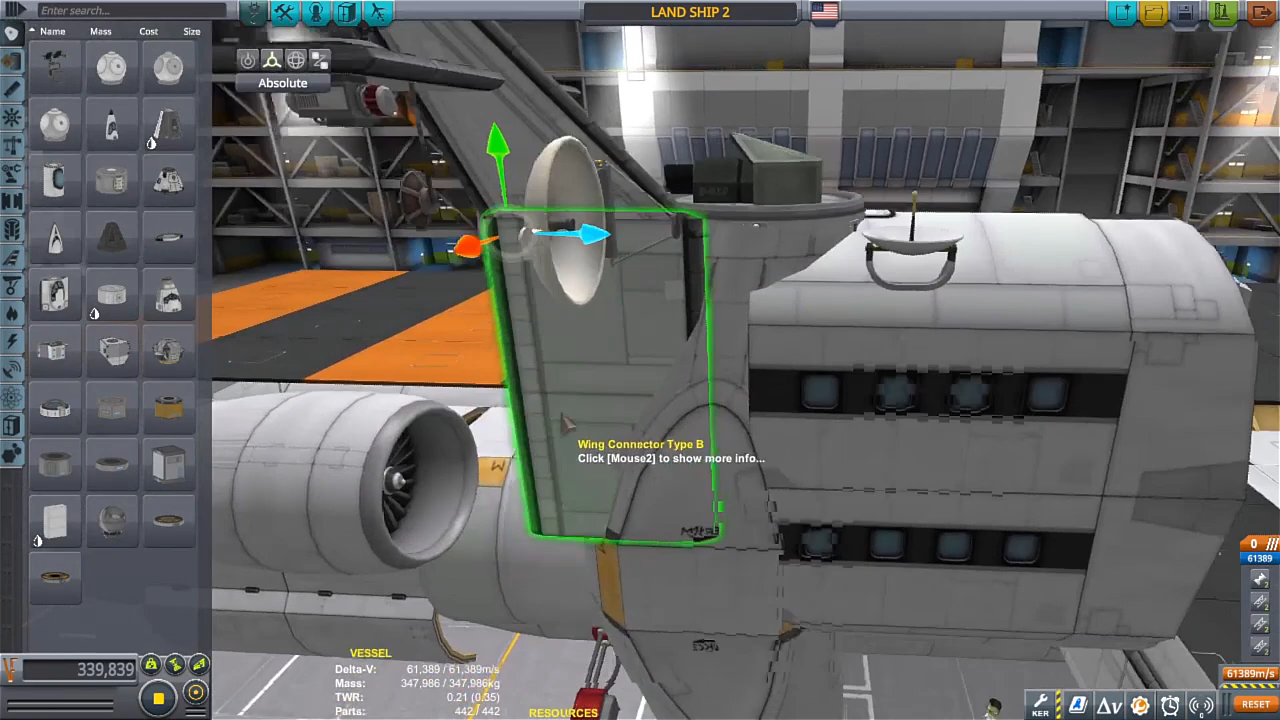 Enter search...
LAND SHIP 2
Name Mass Cost Size
Absolute
Wing Connector Type B
Click [Mouse2] to show more info...
0
61389
339,839
VESSEL
Delta-V: 61,389 / 61,389m/s
Mass: 347,986 / 347,986kg
TWR: 0.21 (0.35)
Parts: 442 / 442
RESOURCES
61389m/s
KER
Δv
RESET